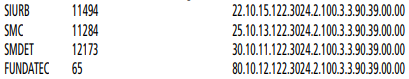 SIURB 11494 22.10.15.122.3024.2.100.3.3.90.39.00.00
SMC 11284 25.10.13.122.3024.2.100.3.3.90.39.00.00
SMDET 12173 30.10.11.122.3024.2.100.3.3.90.39.00.00
FUNDATEC 65 80.10.12.122.3024.2.100.3.3.90.39.00.00